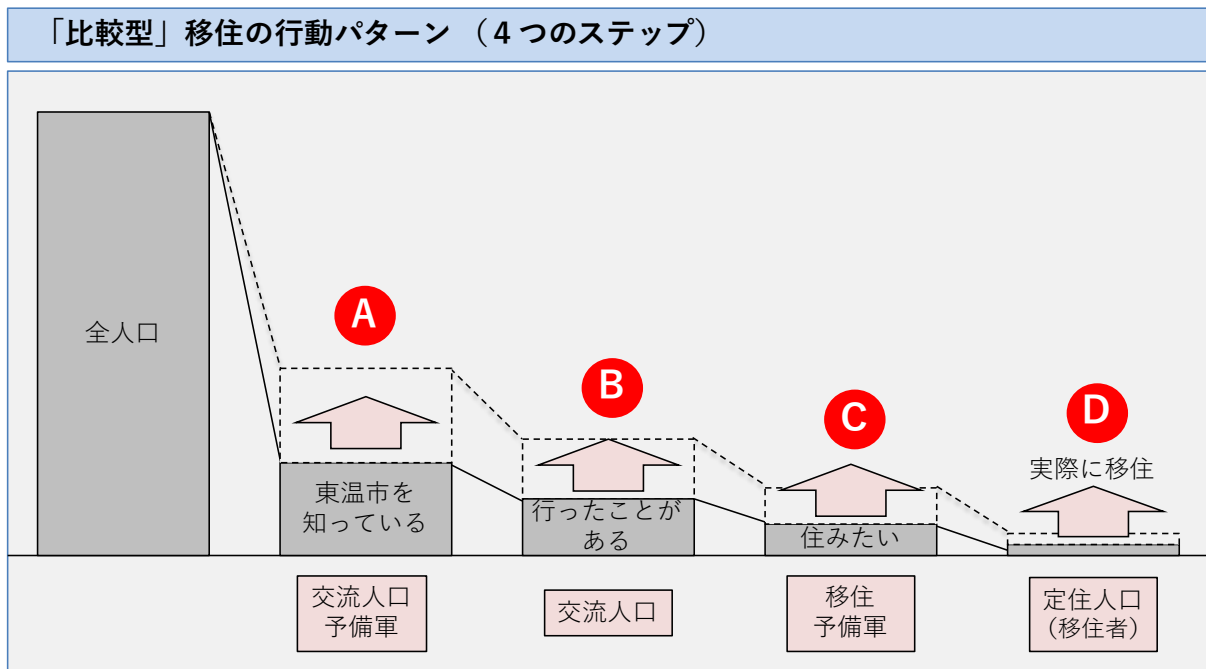 「比較型」移住の行動パターン （４つのステップ）
全人口
A
東温市を
知っている
B
行ったことが
ある
C
住みたい
D
実際に移住
交流人口
予備軍
交流人口
移住
予備軍
定住人口
（移住者）